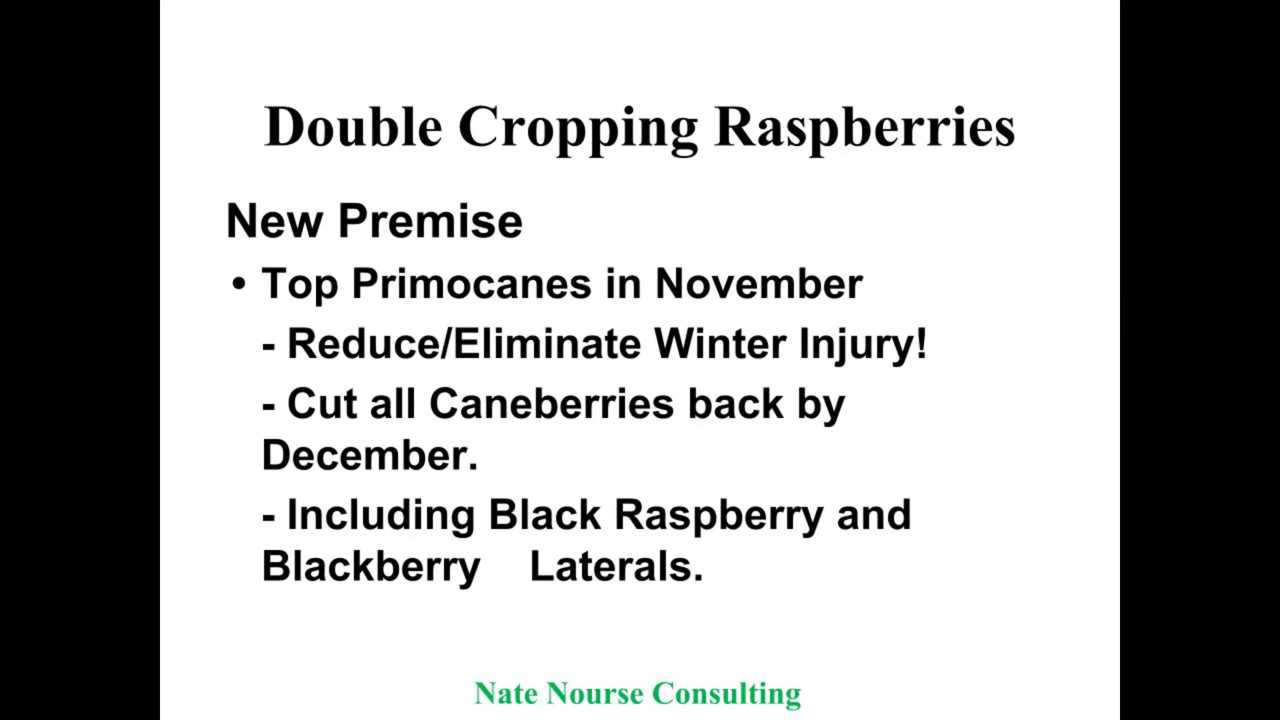 Double Cropping Raspberries
New Premise
• Top Primocanes in November
- Reduce/Eliminate Winter Injury!
- Cut all Caneberries back by
December.
- Including Black Raspberry and
Blackberry    Laterals.
Nate Nourse Consulting